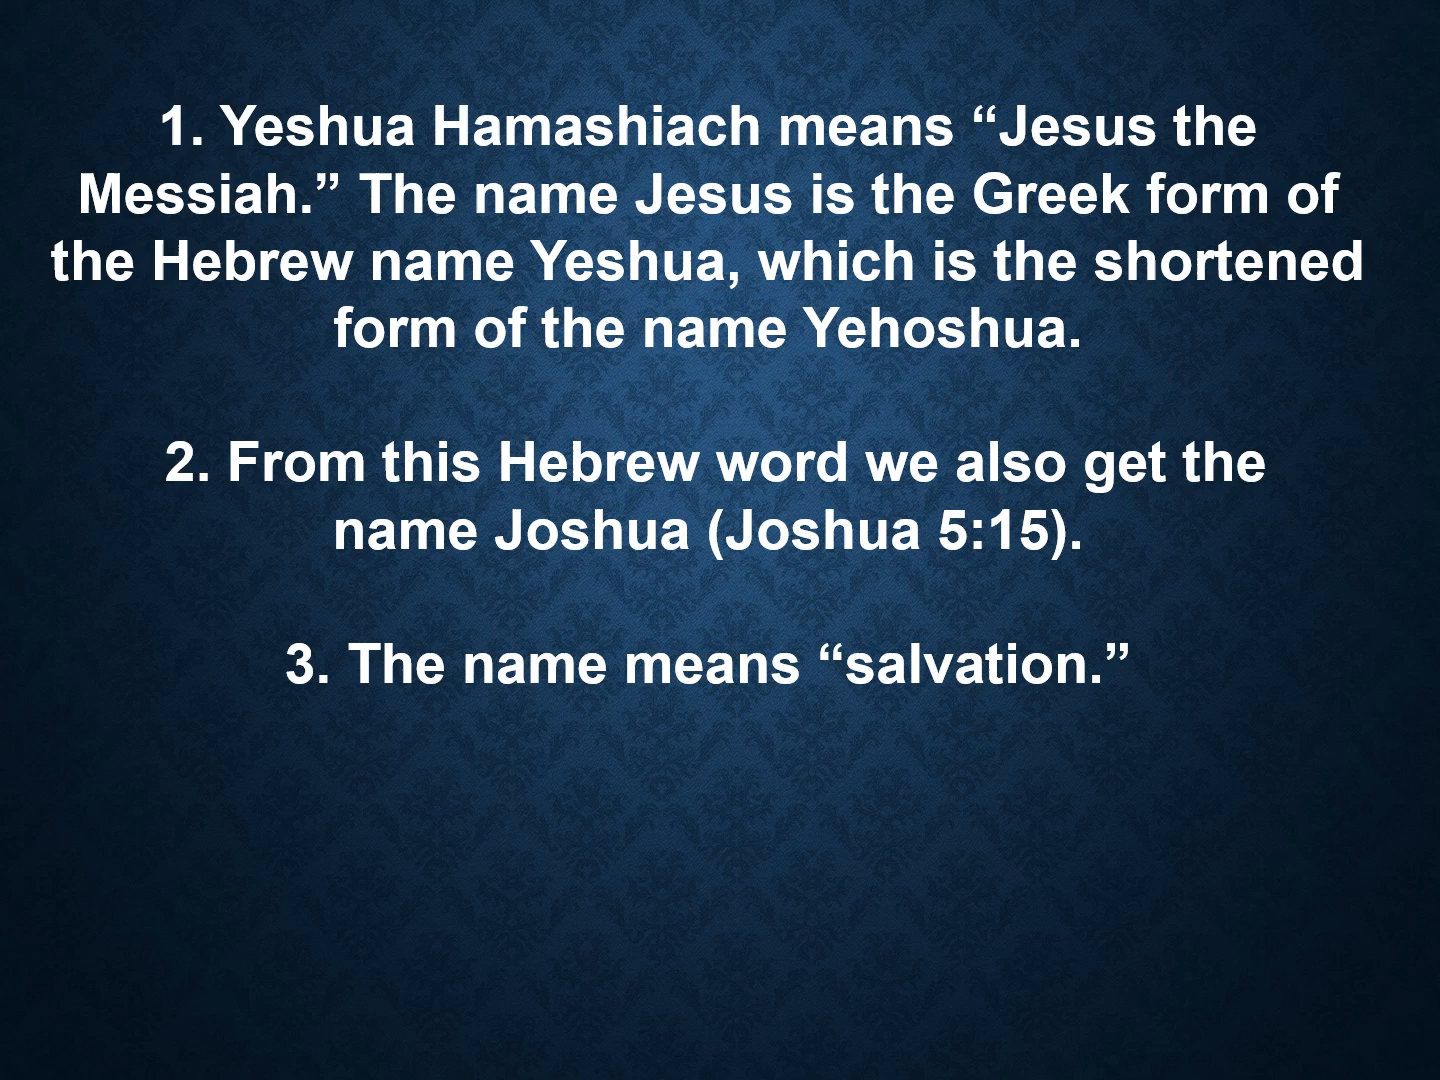 1. Yeshua Hamashiach means “Jesus the
Messiah.” The name Jesus is the Greek form of
the Hebrew name Yeshua, which is the shortened
form of the name Yehoshua.
2. From this Hebrew word we also get the
name Joshua (Joshua 5:15).
3. The name means “salvation.”